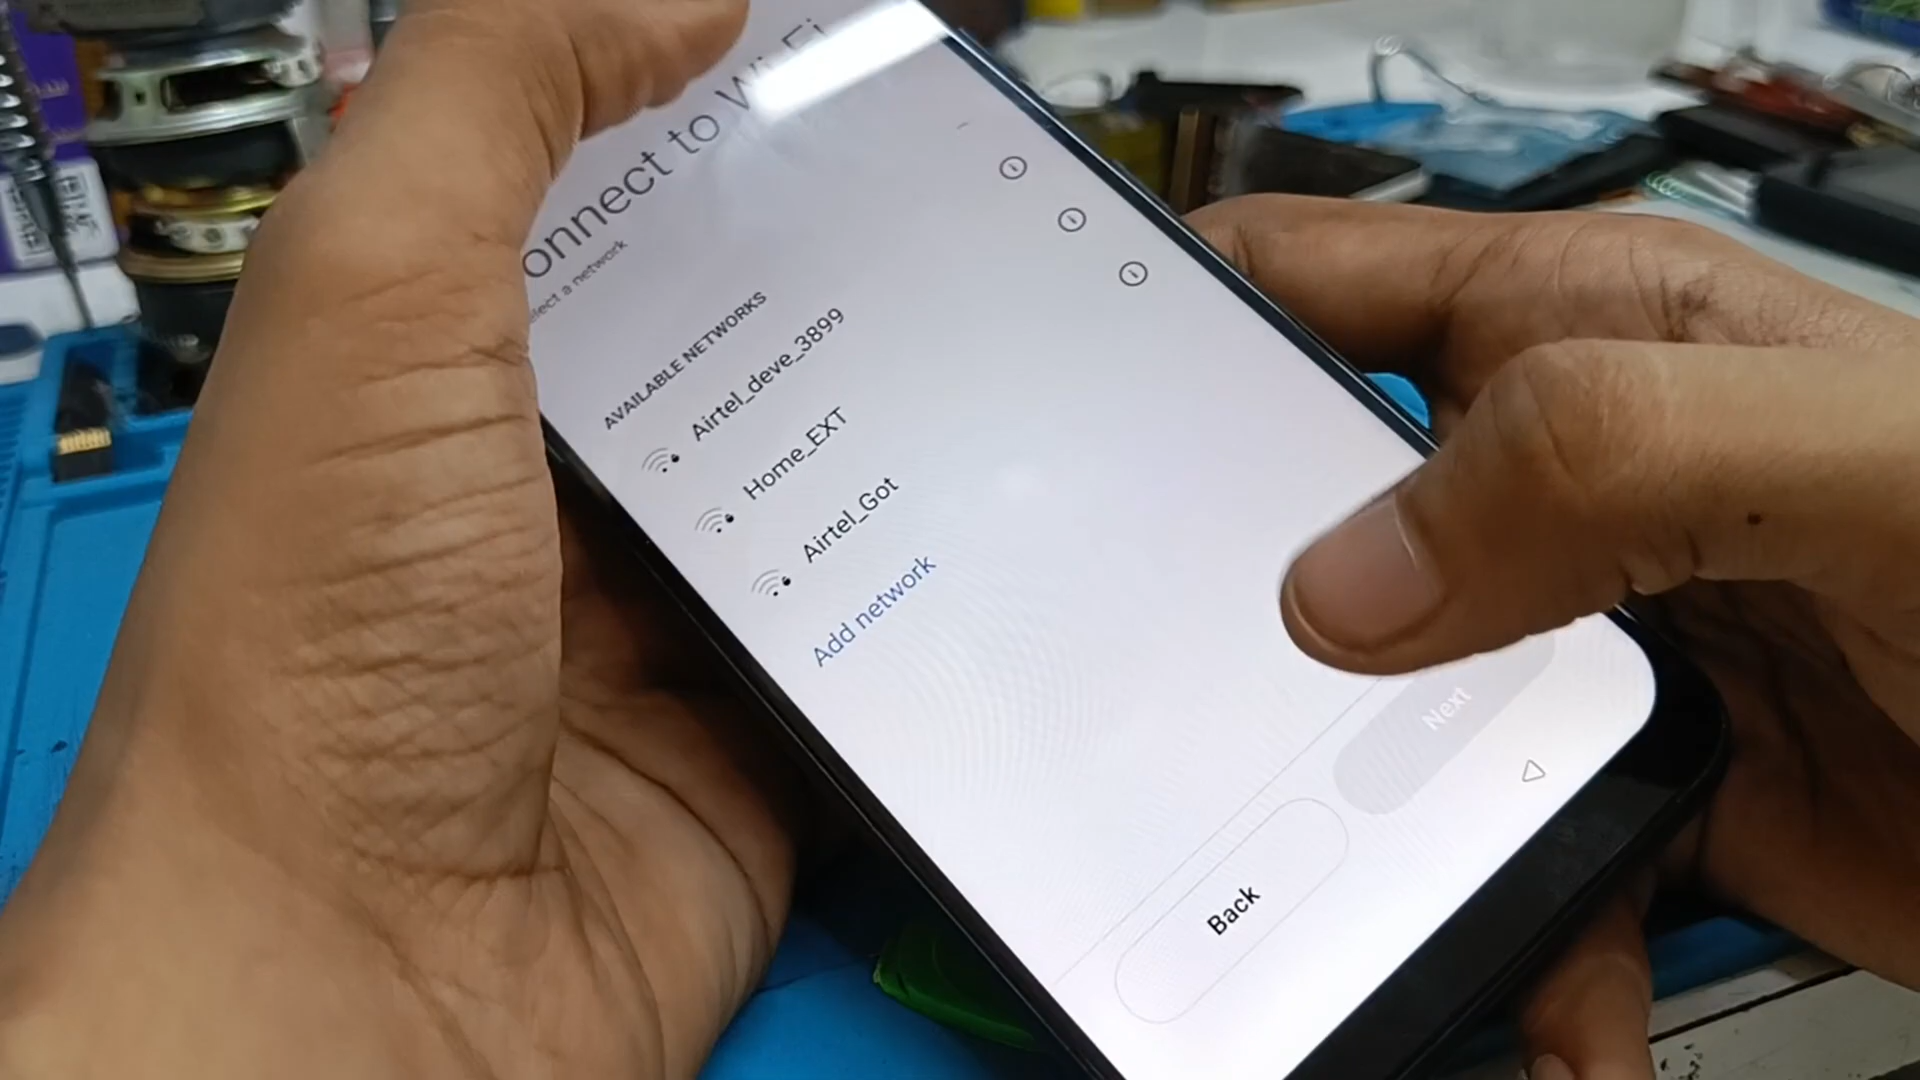 onnect to Wi-Fi
elect a network
AVAILABLE NETWORKS
Airtel_deve_3899
Home_EXT
Airtel_Got
Add network
Next
Back